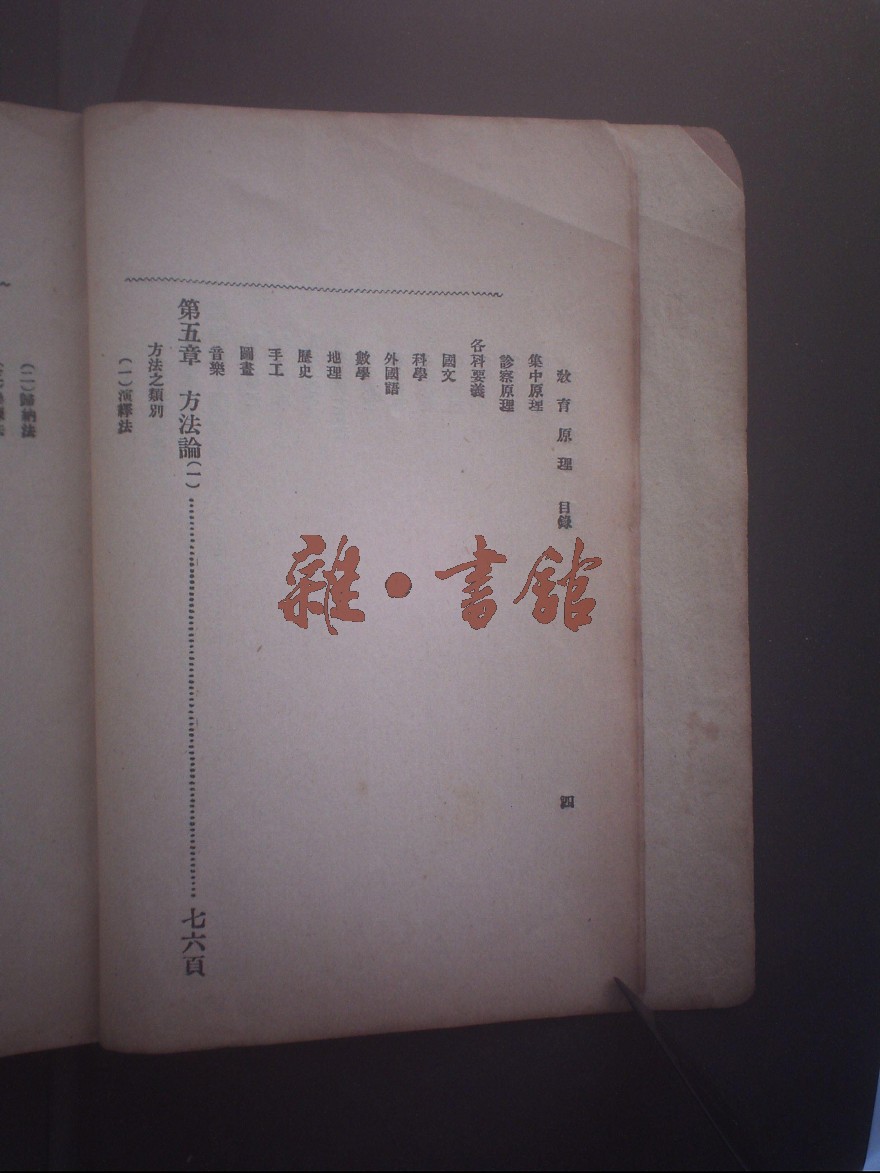 教育原理 目錄 四
集中原理
診察原理
各科要義
國文
科學
外國語
數學
地理
歷史
手工
圖畫
音樂
第五章 方法論(一)……七六頁
方法之類別
(一)演繹法
(二)歸納法
雜·書館